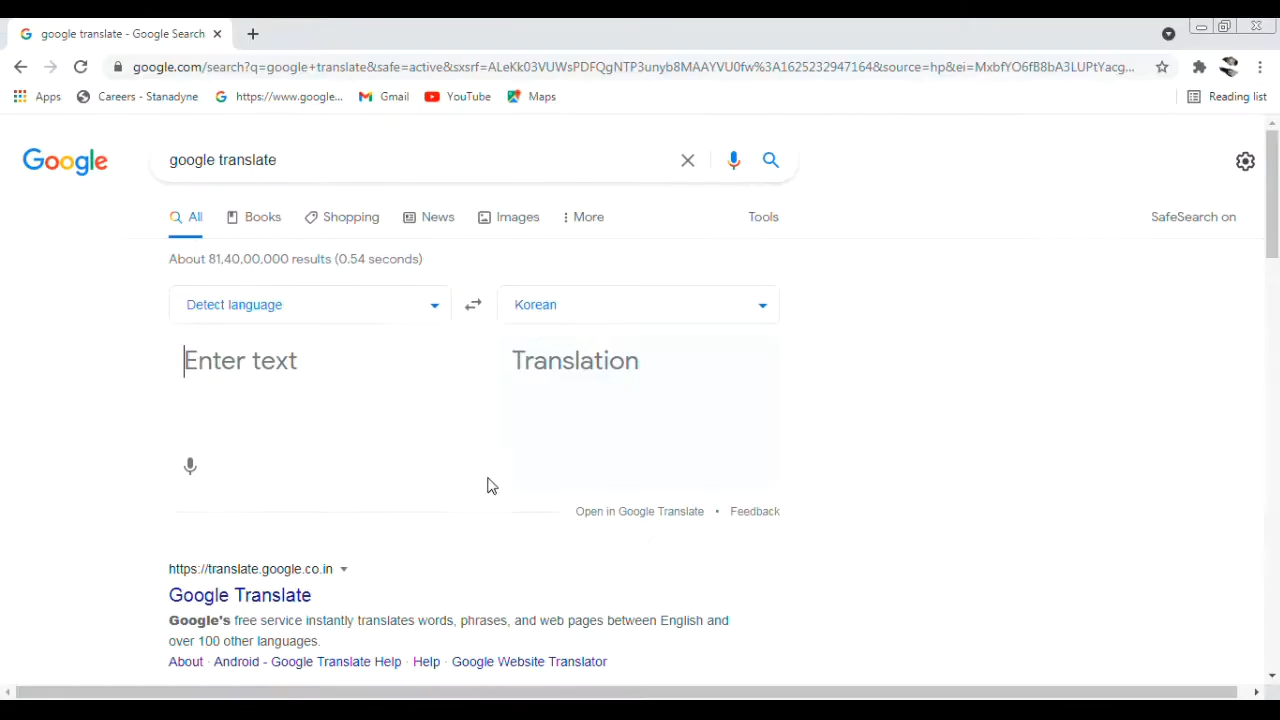 google translate - Google Search
google.com/search?q=google+translate&safe=active&sxsrf=ALeKk03VUWsPDFQgNTP3unyb8MAAYVU0fw%3A1625232947164&source=hp&ei=MxbfYO6fB8bA3LUPtYacg...
Apps Careers - Stanadyne https://www.google... Gmail YouTube Maps Reading list
Google google translate
All Books Shopping News Images More Tools SafeSearch on
About 81,40,00,000 results (0.54 seconds)
Detect language Korean
Enter text Translation
Open in Google Translate • Feedback
https://translate.google.co.in
Google Translate
Google's free service instantly translates words, phrases, and web pages between English and
over 100 other languages.
About · Android - Google Translate Help · Help · Google Website Translator